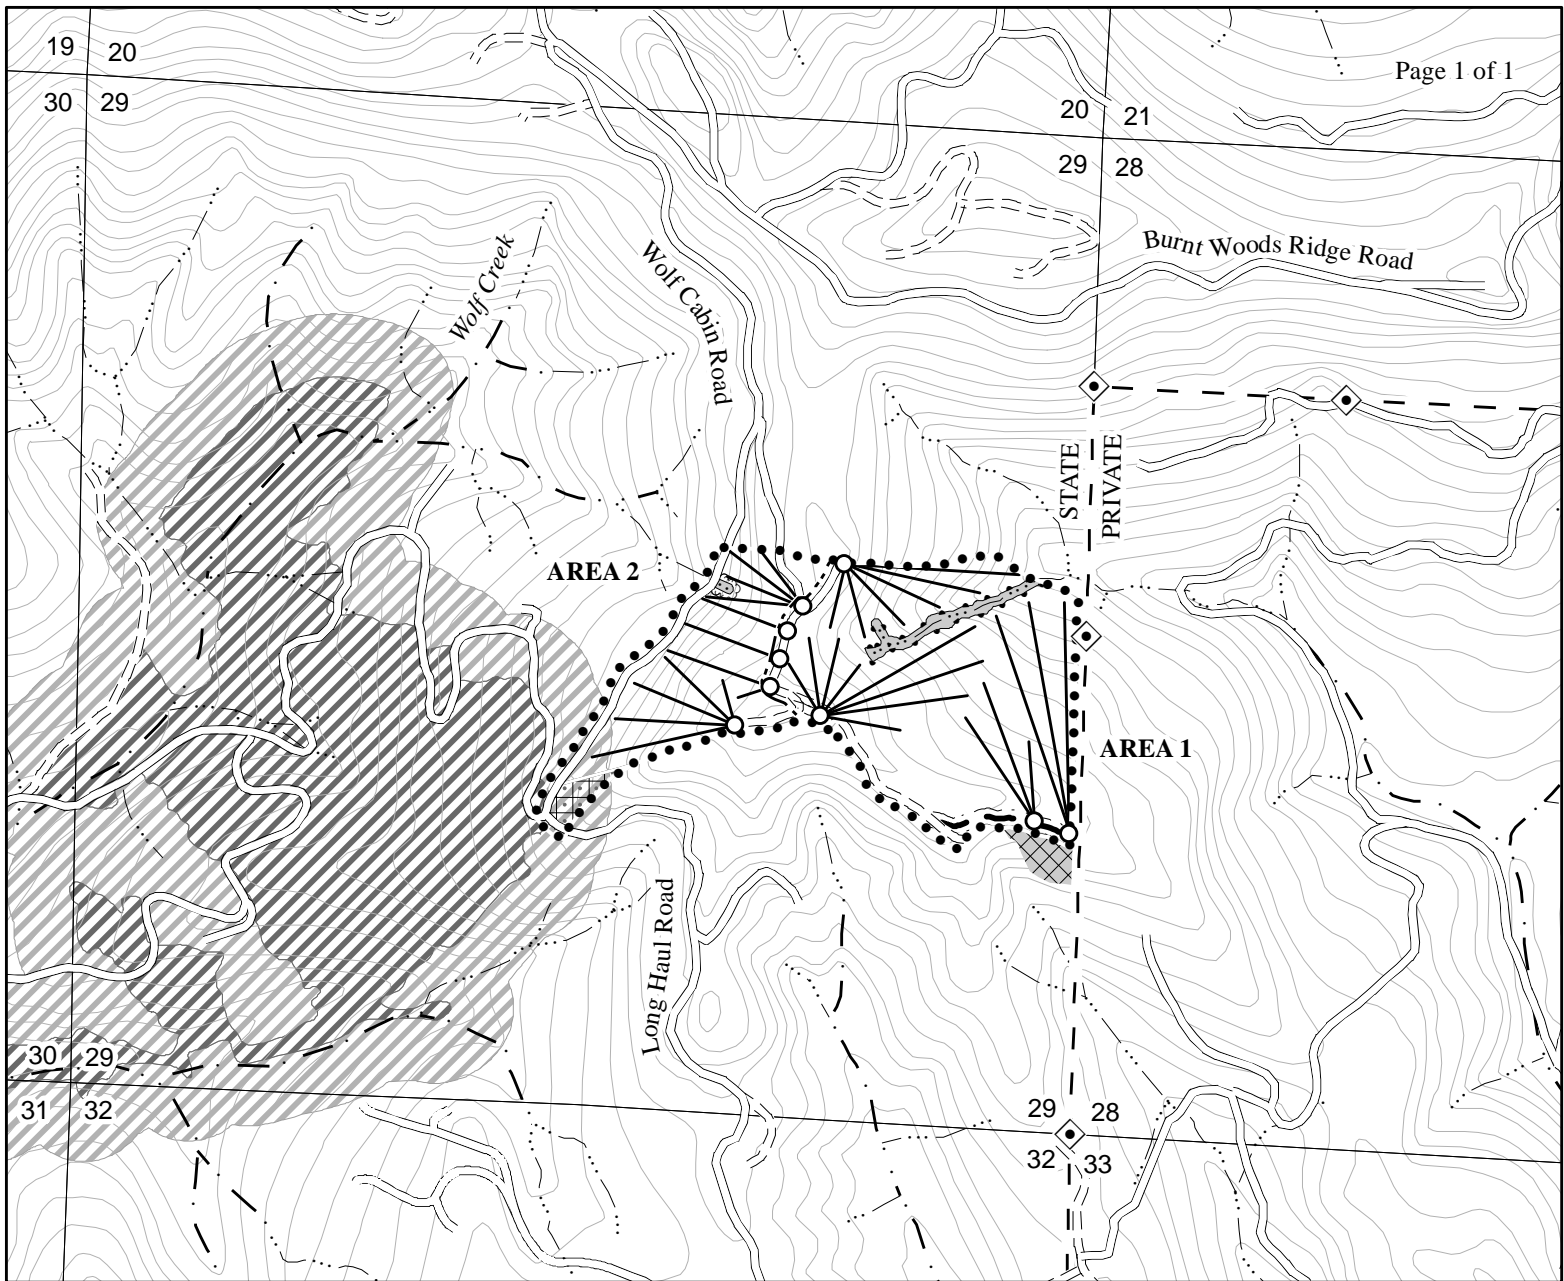 19 20
Page 1 of 1
30 29
20 21
29 28
Burnt Woods Ridge Road
Wolf Creek
Wolf Cabin Road
STATE
PRIVATE
AREA 2
AREA 1
Long Haul Road
30 29
31 32
29 28
32 33